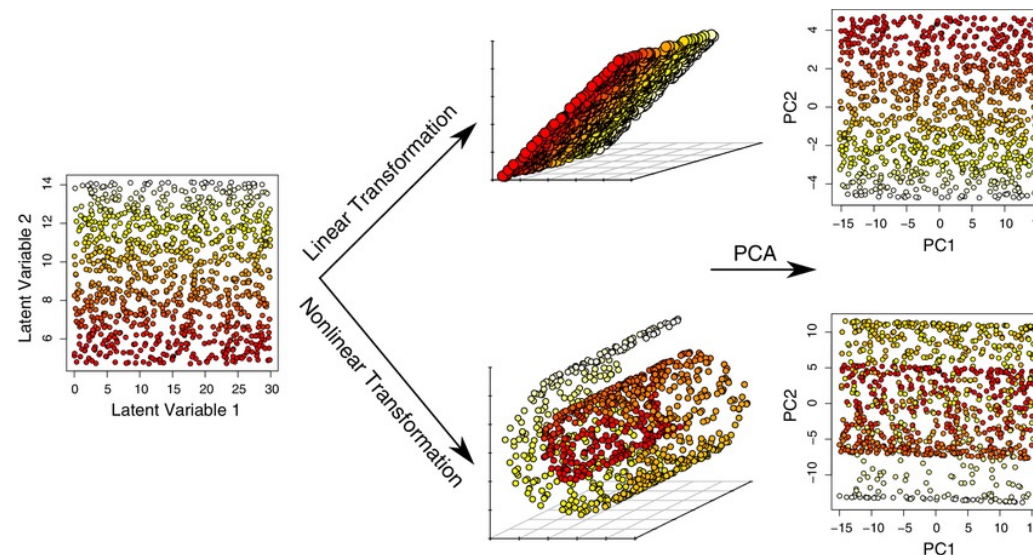 Latent Variable 2
14
12
10
8
6
0 5 10 15 20 25 30
Latent Variable 1
Linear Transformation
Nonlinear Transformation
PCA
PC2
4
2
0
−2
−4
−15 −10 −5 0 5 10
PC1
PC2
10
5
0
−5
−10
−15 −10 −5 0 5 10
PC1